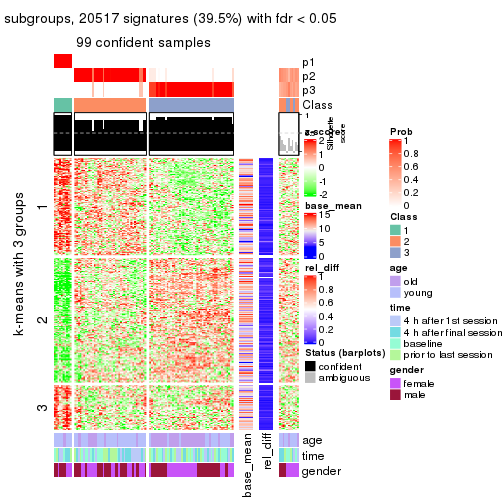 subgroups, 20517 signatures (39.5%) with fdr < 0.05
99 confident samples
p1
p2
p3
Class
1
Silhouette
score
z-score
2
1
0
-1
-2
base_mean
15
10
5
0
rel_diff
1
0.8
0.6
0.4
0.2
0
Status (barplots)
confident
ambiguous
Prob
1
0.8
0.6
0.4
0.2
0
Class
1
2
3
age
old
young
time
4 h after 1st session
4 h after final session
baseline
prior to last session
gender
female
male
k-means with 3 groups
1
2
3
age
time
gender
base_mean
rel_diff